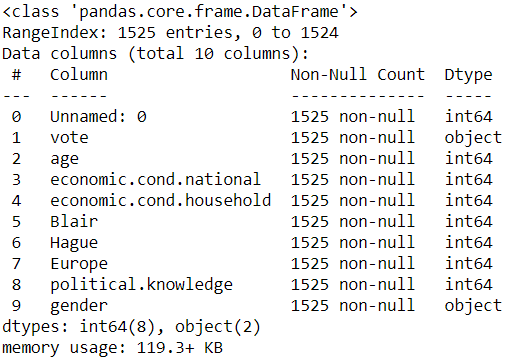 <class 'pandas.core.frame.DataFrame'>
RangeIndex: 1525 entries, 0 to 1524
Data columns (total 10 columns):
 #   Column                   Non-Null Count  Dtype
---  ------                   --------------  -----
 0   Unnamed: 0               1525 non-null   int64
 1   vote                     1525 non-null   object
 2   age                      1525 non-null   int64
 3   economic.cond.national   1525 non-null   int64
 4   economic.cond.household  1525 non-null   int64
 5   Blair                    1525 non-null   int64
 6   Hague                    1525 non-null   int64
 7   Europe                   1525 non-null   int64
 8   political.knowledge      1525 non-null   int64
 9   gender                   1525 non-null   object
dtypes: int64(8), object(2)
memory usage: 119.3+ KB